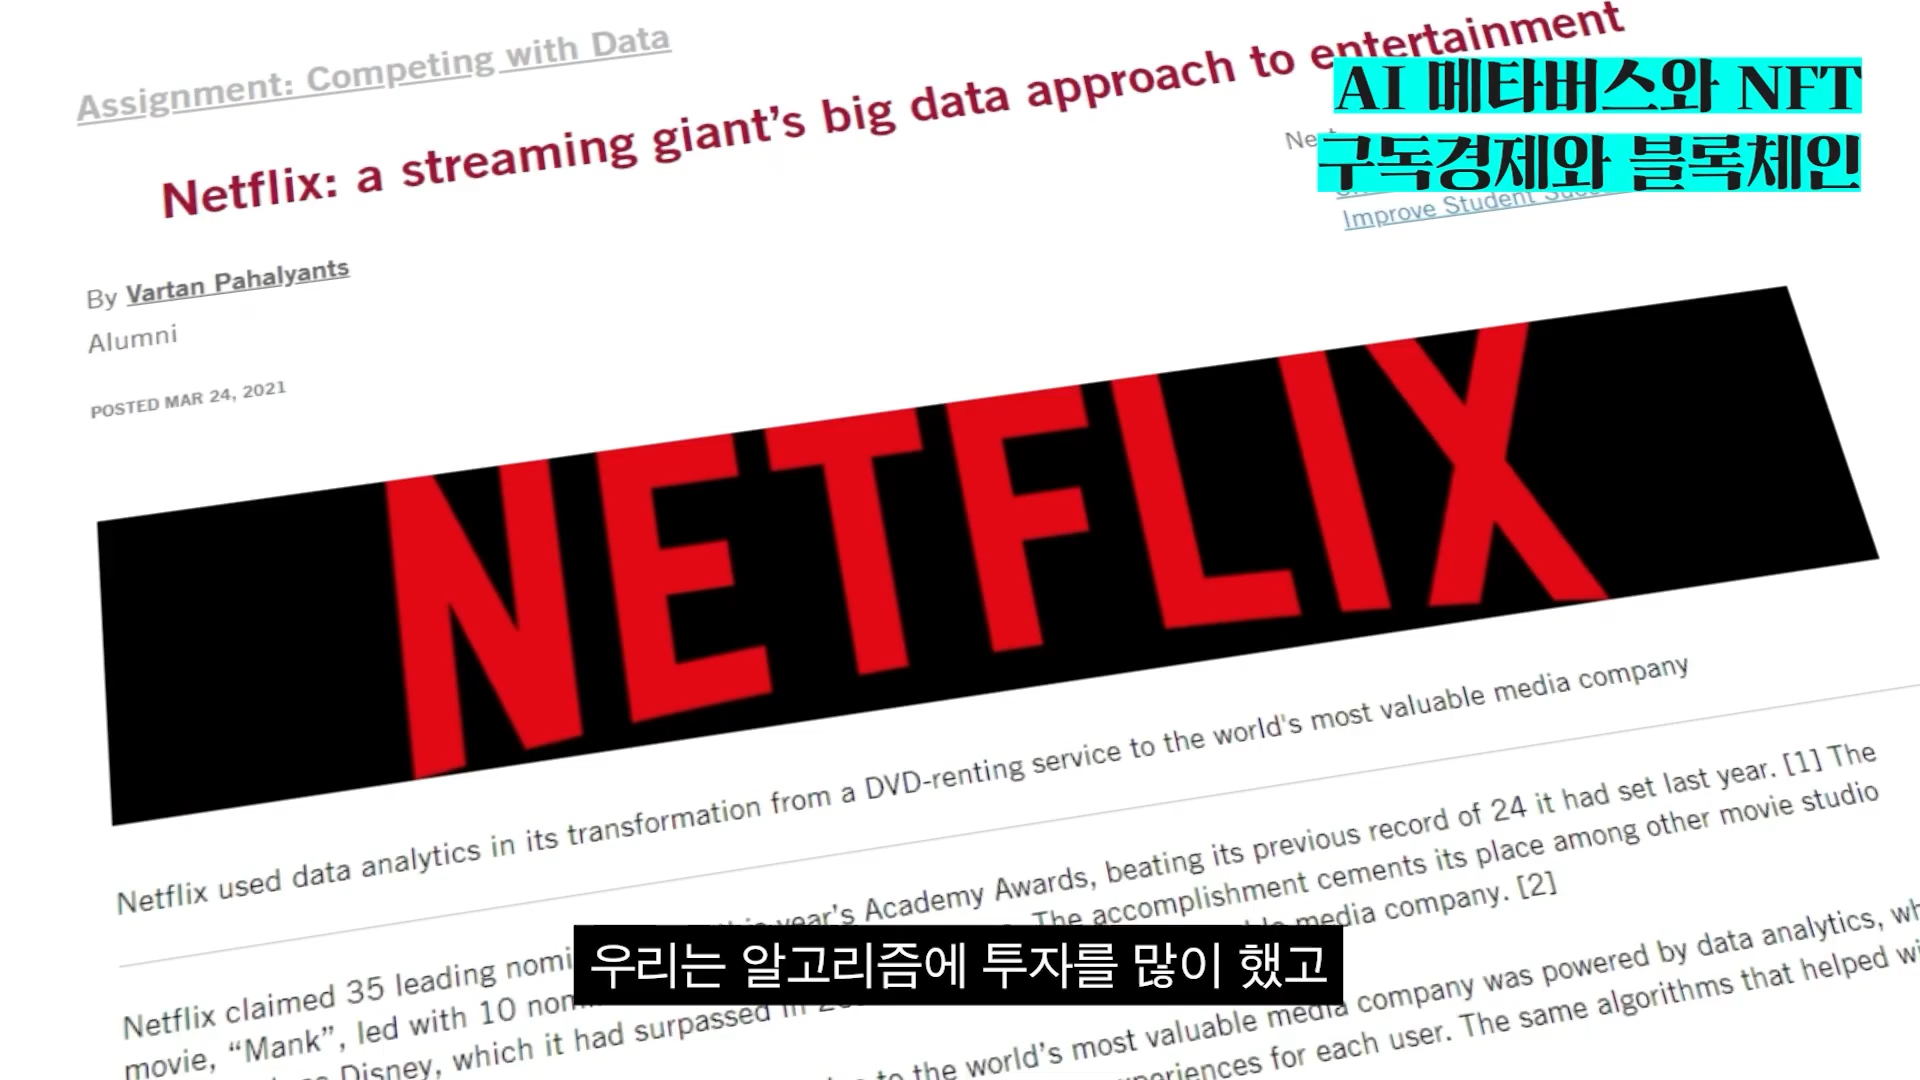 Assignment: Competing with Data
Netflix: a streaming giant's big data approach to entertainment
AI 메타버스와 NFT
구독경제와 블록체인
Improve Student
By Vartan Pahalyants
Alumni
POSTED MAR 24, 2021
NETFLIX
Netflix used data analytics in its transformation from a DVD-renting service to the world's most valuable media company
Netflix claimed 35 leading year's Academy Awards, beating its previous record of 24 it had set last year. [1] The
movie, “Mank”, led with 10 The accomplishment cements its place among other movie studio
Disney, which it had surpassed in media company. [2]
우리는 알고리즘에 투자를 많이 했고
to the world's most valuable media company was powered by data analytics,
for each user. The same algorithms that helped